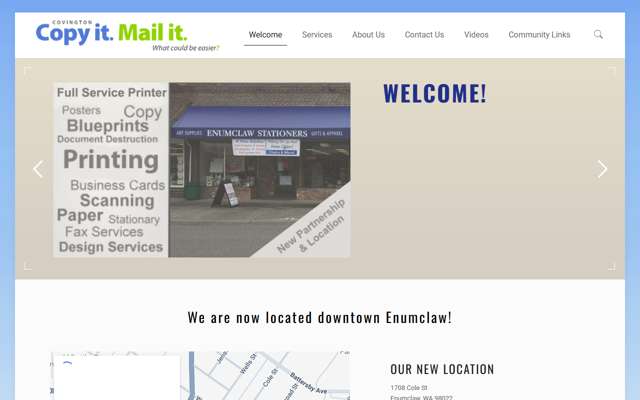 COVINGTON
Copy it. Mail it.
What could be easier?
Welcome
Services
About Us
Contact Us
Videos
Community Links
Full Service Printer
Posters Copy
Blueprints
Document Destruction
Printing
Business Cards
Scanning
Paper Stationary
Fax Services
Design Services
ART SUPPLIES ENUMCLAW STATIONERS GIFTS & APPAREL
New Partnership
& Location
WELCOME!
We are now located downtown Enumclaw!
Wells St
Cole St
Battersby Ave
OUR NEW LOCATION
1708 Cole St
Enumclaw, WA 98022